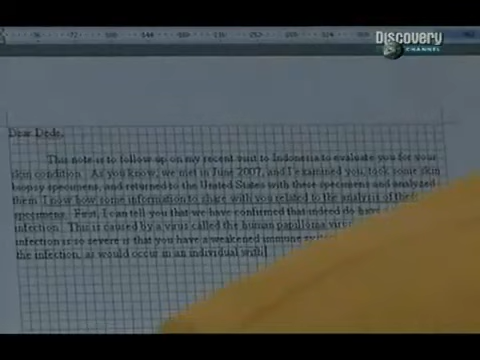 Discovery
CHANNEL
Dear Dede,
This note is to follow up on my recent visit to Indonesia to evaluate you for your
skin condition. As you know, we met in June 2007, and I examined you, took some skin
biopsy specimens, and returned to the United States with these specimens and analyzed
them. I now have some information to share with you related to the analysis of these
specimens. First, I can tell you that we have confirmed that indeed do have
infection. This is caused by a virus called the human papilloma
infection is so severe is that you have a weakened immune
the infection, as would occur in an individual with